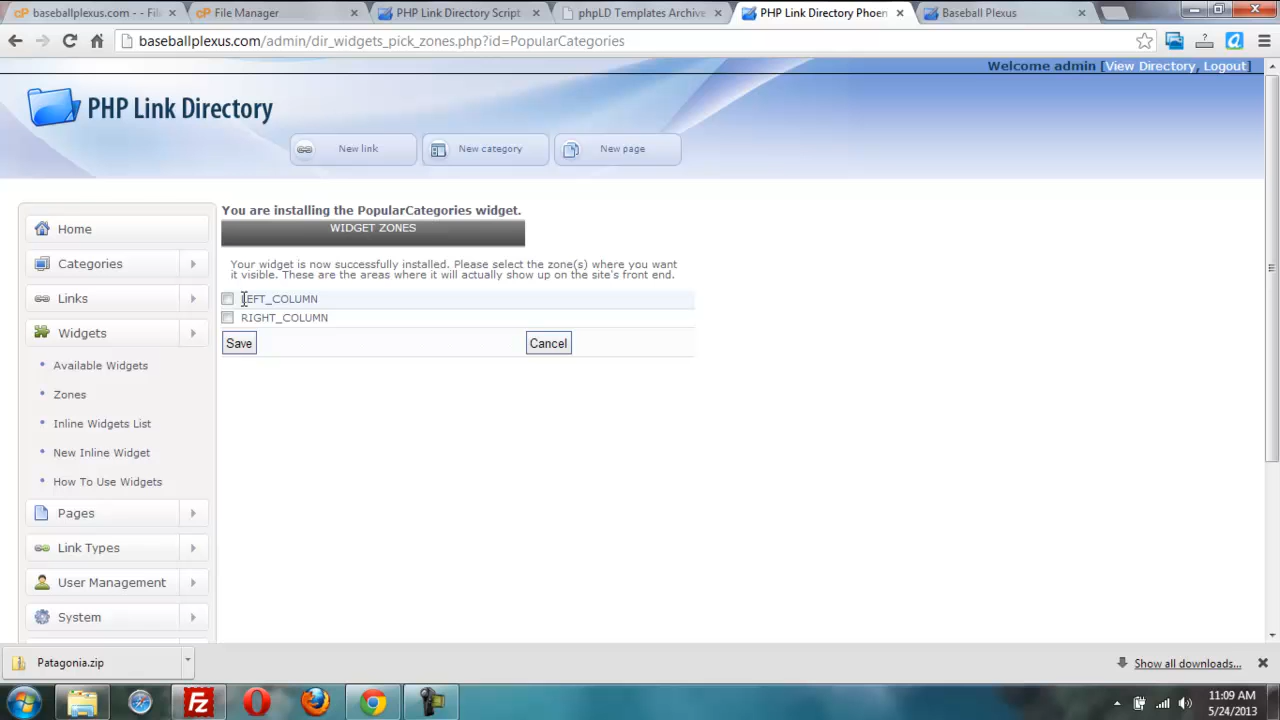 baseballplexus.com - - File
File Manager
PHP Link Directory Script
phpLD Templates Archive
PHP Link Directory Phoen
Baseball Plexus
baseballplexus.com/admin/dir_widgets_pick_zones.php?id=PopularCategories
Welcome admin [View Directory, Logout]
PHP Link Directory
New link
New category
New page
Home
Categories
Links
Widgets
Available Widgets
Zones
Inline Widgets List
New Inline Widget
How To Use Widgets
Pages
Link Types
User Management
System
You are installing the PopularCategories widget.
WIDGET ZONES
Your widget is now successfully installed. Please select the zone(s) where you want
it visible. These are the areas where it will actually show up on the site's front end.
LEFT_COLUMN
RIGHT_COLUMN
Save
Cancel
Patagonia.zip
Show all downloads...
11:09 AM
5/24/2013